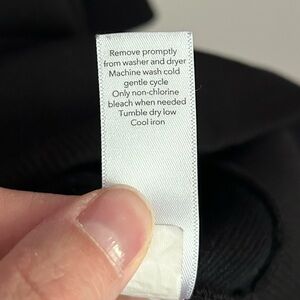 Remove promptly
from washer and dryer
Machine wash cold
gentle cycle
Only non-chlorine
bleach when needed
Tumble dry low
Cool iron